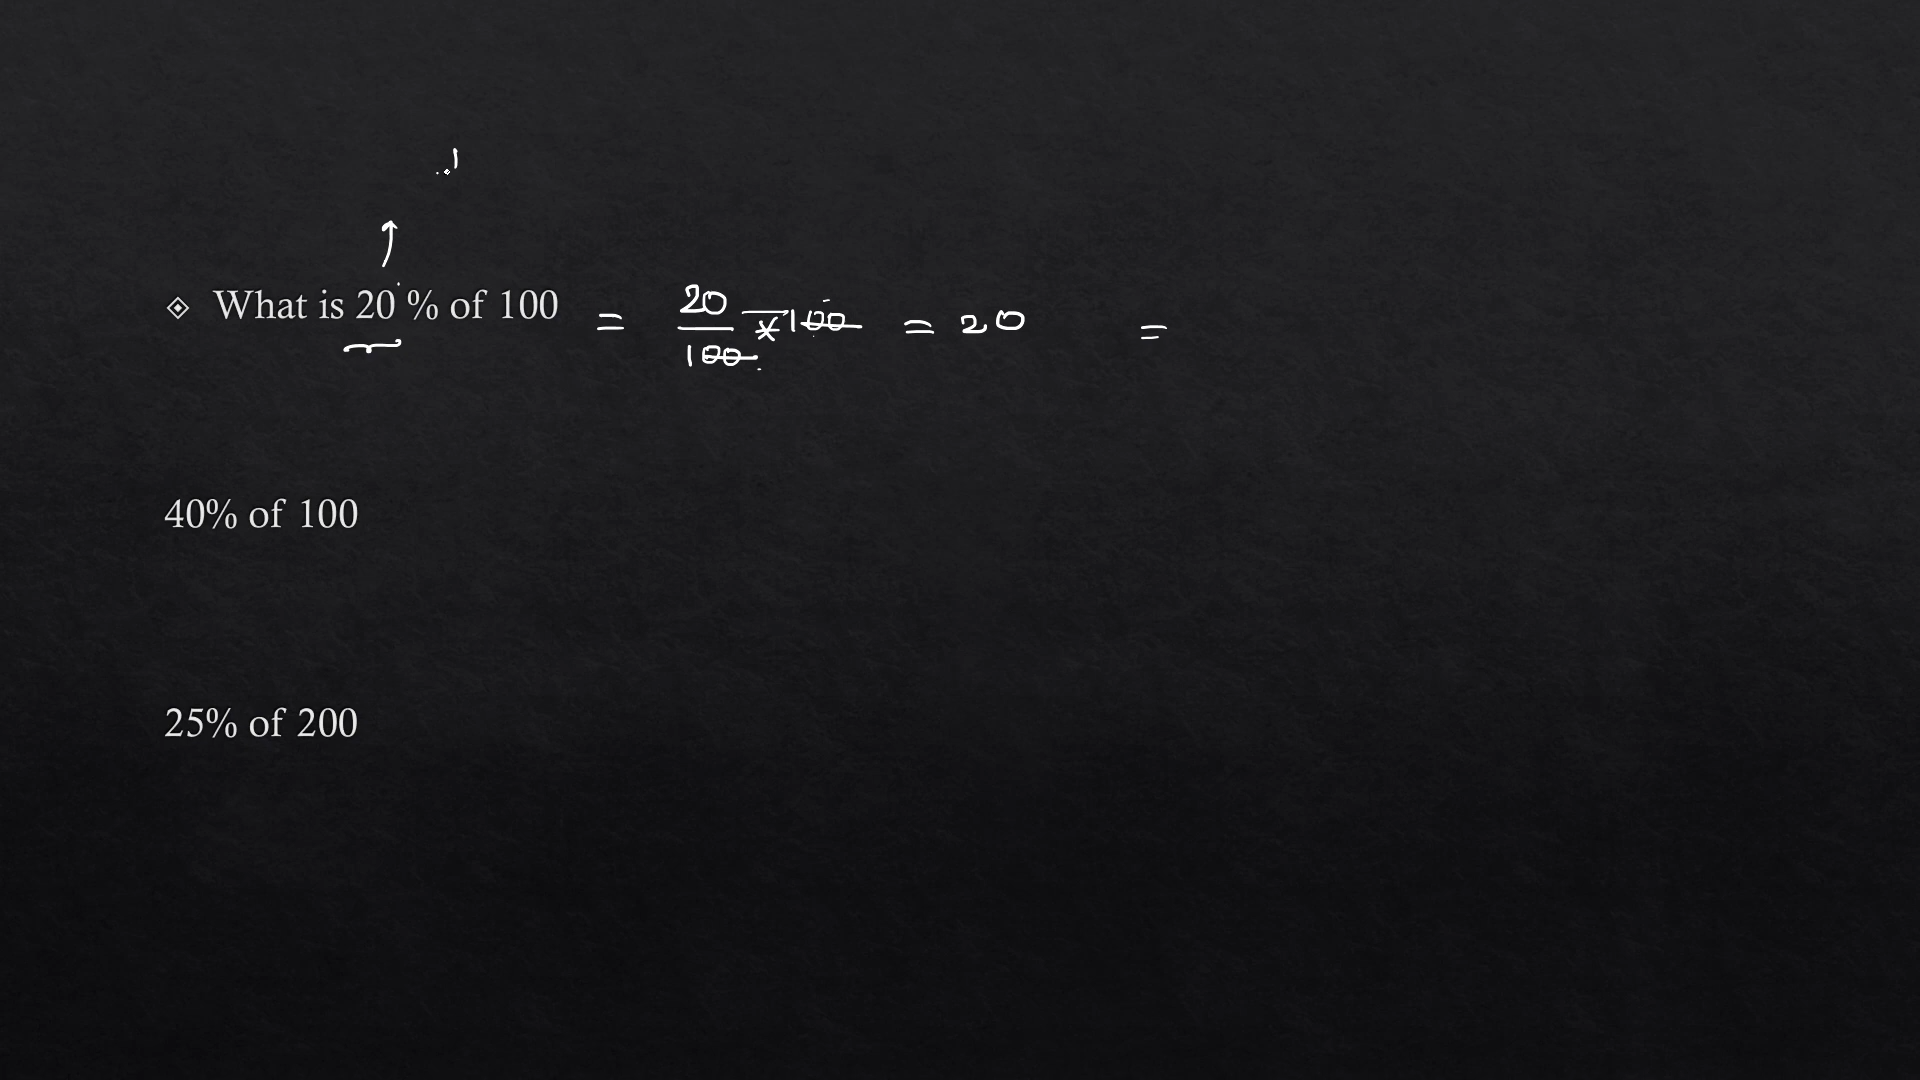 What is 20 % of 100 = 20/100 * 100 = 20 =
40% of 100
25% of 200